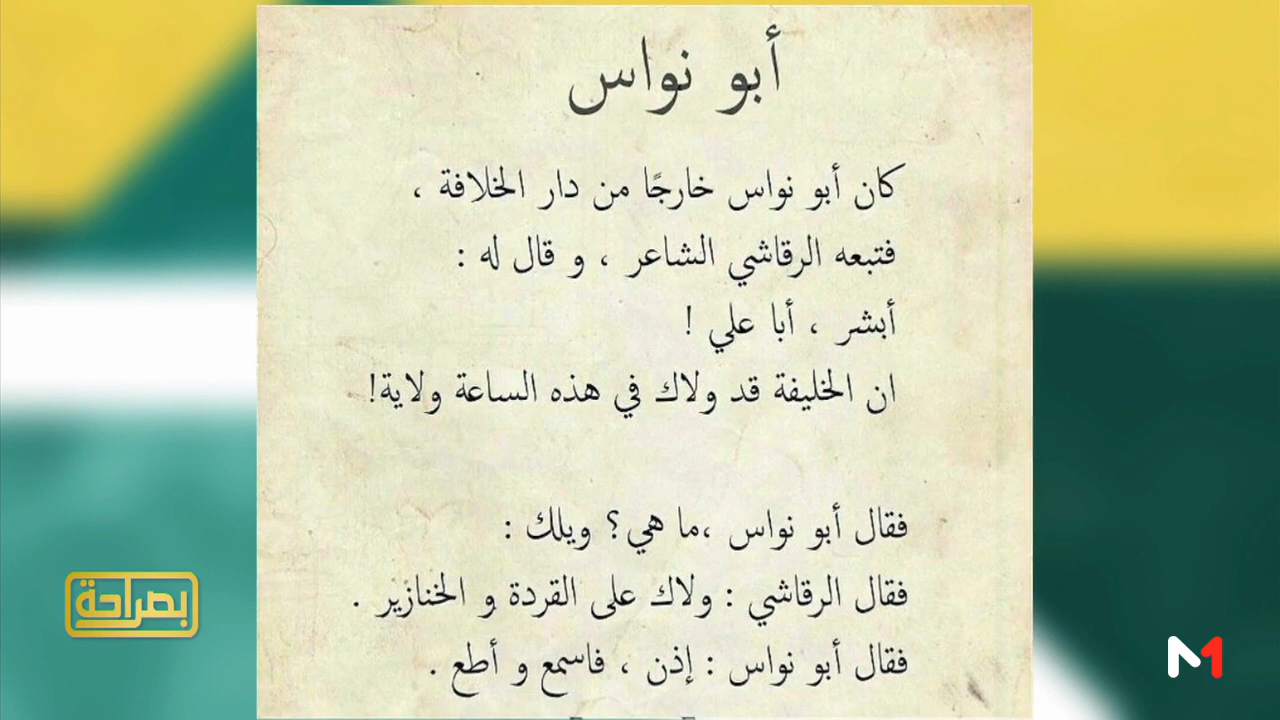 أبو نواس
كان أبو نواس خارجًا من دار الخلافة ،
فتبعه الرقاشي الشاعر ، و قال له :
أبشر ، أبا علي !
ان الخليفة قد ولاك في هذه الساعة ولاية!
فقال أبو نواس ،ما هي؟ ويلك :
فقال الرقاشي : ولاك على القردة و الخنازير .
فقال أبو نواس : إذن ، فاسمع و أطع .
بصراحة
M1